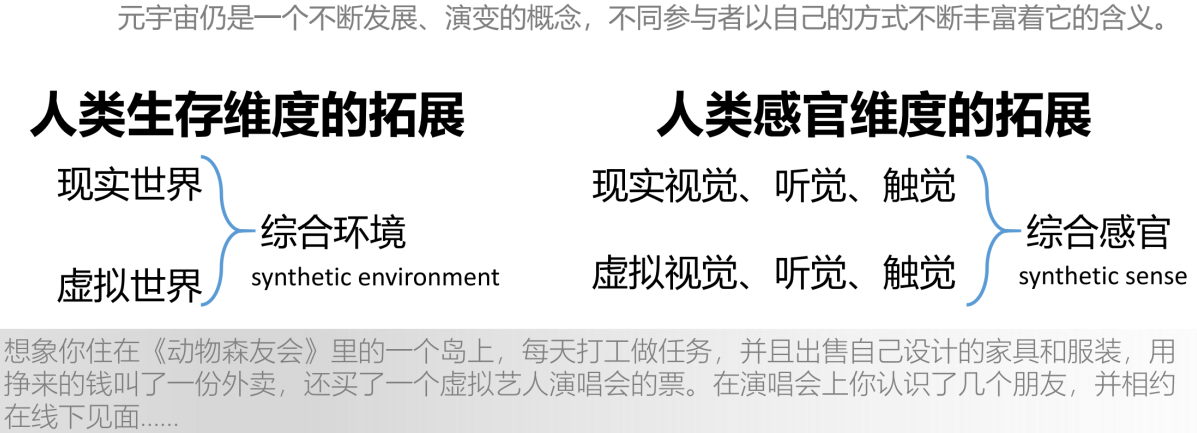 元宇宙仍是一个不断发展、演变的概念，不同参与者以自己的方式不断丰富着它的含义。
人类生存维度的拓展
现实世界
虚拟世界
综合环境
synthetic environment
人类感官维度的拓展
现实视觉、听觉、触觉
虚拟视觉、听觉、触觉
综合感官
synthetic sense
想象你住在《动物森友会》里的一个岛上，每天打工做任务，并且出售自己设计的家具和服装，用
挣来的钱叫了一份外卖，还买了一个虚拟艺人演唱会的票。在演唱会上你认识了几个朋友，并相约
在线下见面......